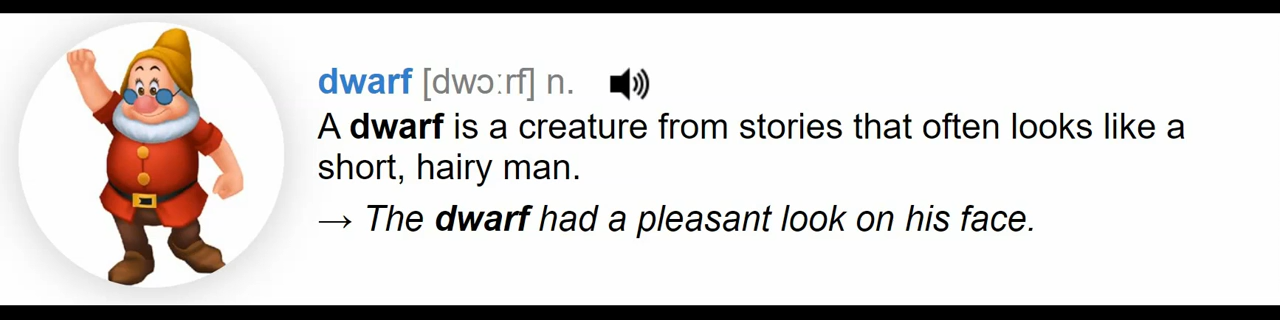 dwarf [dwɔːrf] n.
A dwarf is a creature from stories that often looks like a
short, hairy man.
→ The dwarf had a pleasant look on his face.